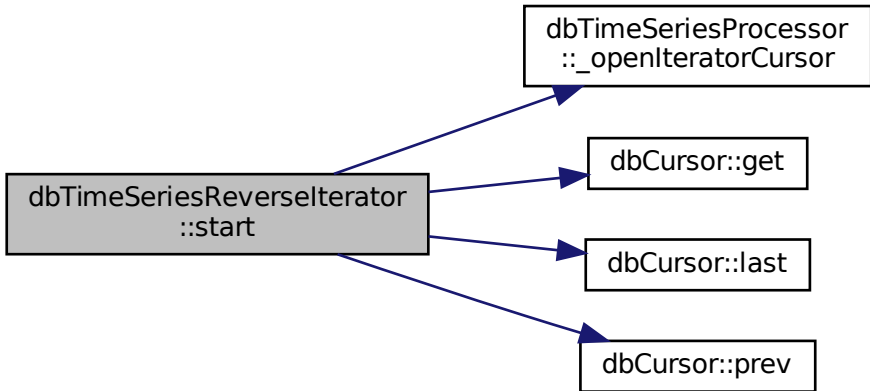 dbTimeSeriesProcessor
::_openIteratorCursor
dbCursor::get
dbTimeSeriesReverseIterator
::start
dbCursor::last
dbCursor::prev